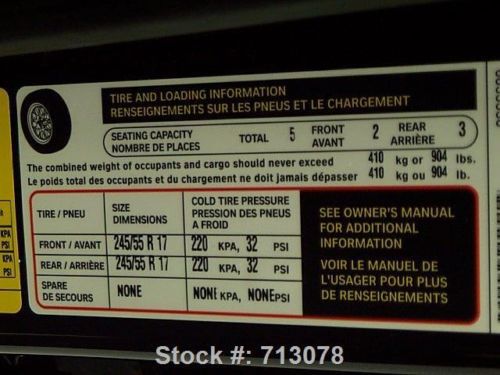 TIRE AND LOADING INFORMATION
RENSEIGNEMENTS SUR LES PNEUS ET LE CHARGEMENT
SEATING CAPACITY
NOMBRE DE PLACES
TOTAL 5
FRONT
AVANT
2
REAR
ARRIÈRE
3
The combined weight of occupants and cargo should never exceed 410 kg or 904 lbs.
Le poids total des occupants et du chargement ne doit jamais dépasser 410 kg ou 904 lb.
TIRE / PNEU
SIZE
DIMENSIONS
COLD TIRE PRESSURE
PRESSION DES PNEUS
A FROID
FRONT / AVANT 245/55 R 17 220 KPA, 32 PSI
REAR / ARRIÈRE 245/55 R 17 220 KPA, 32 PSI
SPARE
DE SECOURS
NONE NONE KPA, NONE PSI
SEE OWNER'S MANUAL
FOR ADDITIONAL
INFORMATION
VOIR LE MANUEL DE
L'USAGER POUR PLUS
DE RENSEIGNEMENTS
KPA
PSI
KPA
PSI
Stock #: 713078